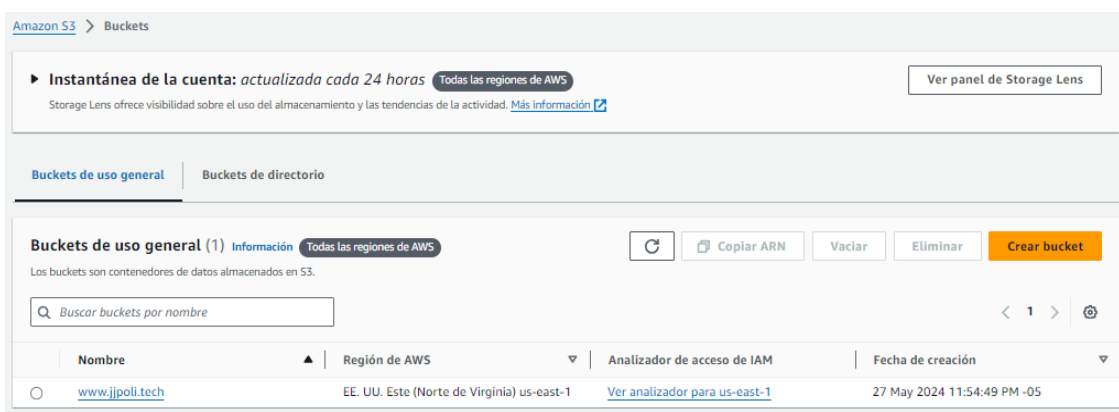 Amazon S3 > Buckets
Instantánea de la cuenta: actualizada cada 24 horas Todas las regiones de AWS
Ver panel de Storage Lens
Storage Lens ofrece visibilidad sobre el uso del almacenamiento y las tendencias de la actividad. Más información
Buckets de uso general Buckets de directorio
Buckets de uso general (1) Información Todas las regiones de AWS
Copiar ARN Vaciar Eliminar Crear bucket
Los buckets son contenedores de datos almacenados en S3.
Buscar buckets por nombre
< 1 >
Nombre Región de AWS Analizador de acceso de IAM Fecha de creación
www.jjpoli.tech EE. UU. Este (Norte de Virginia) us-east-1 Ver analizador para us-east-1 27 May 2024 11:54:49 PM -05